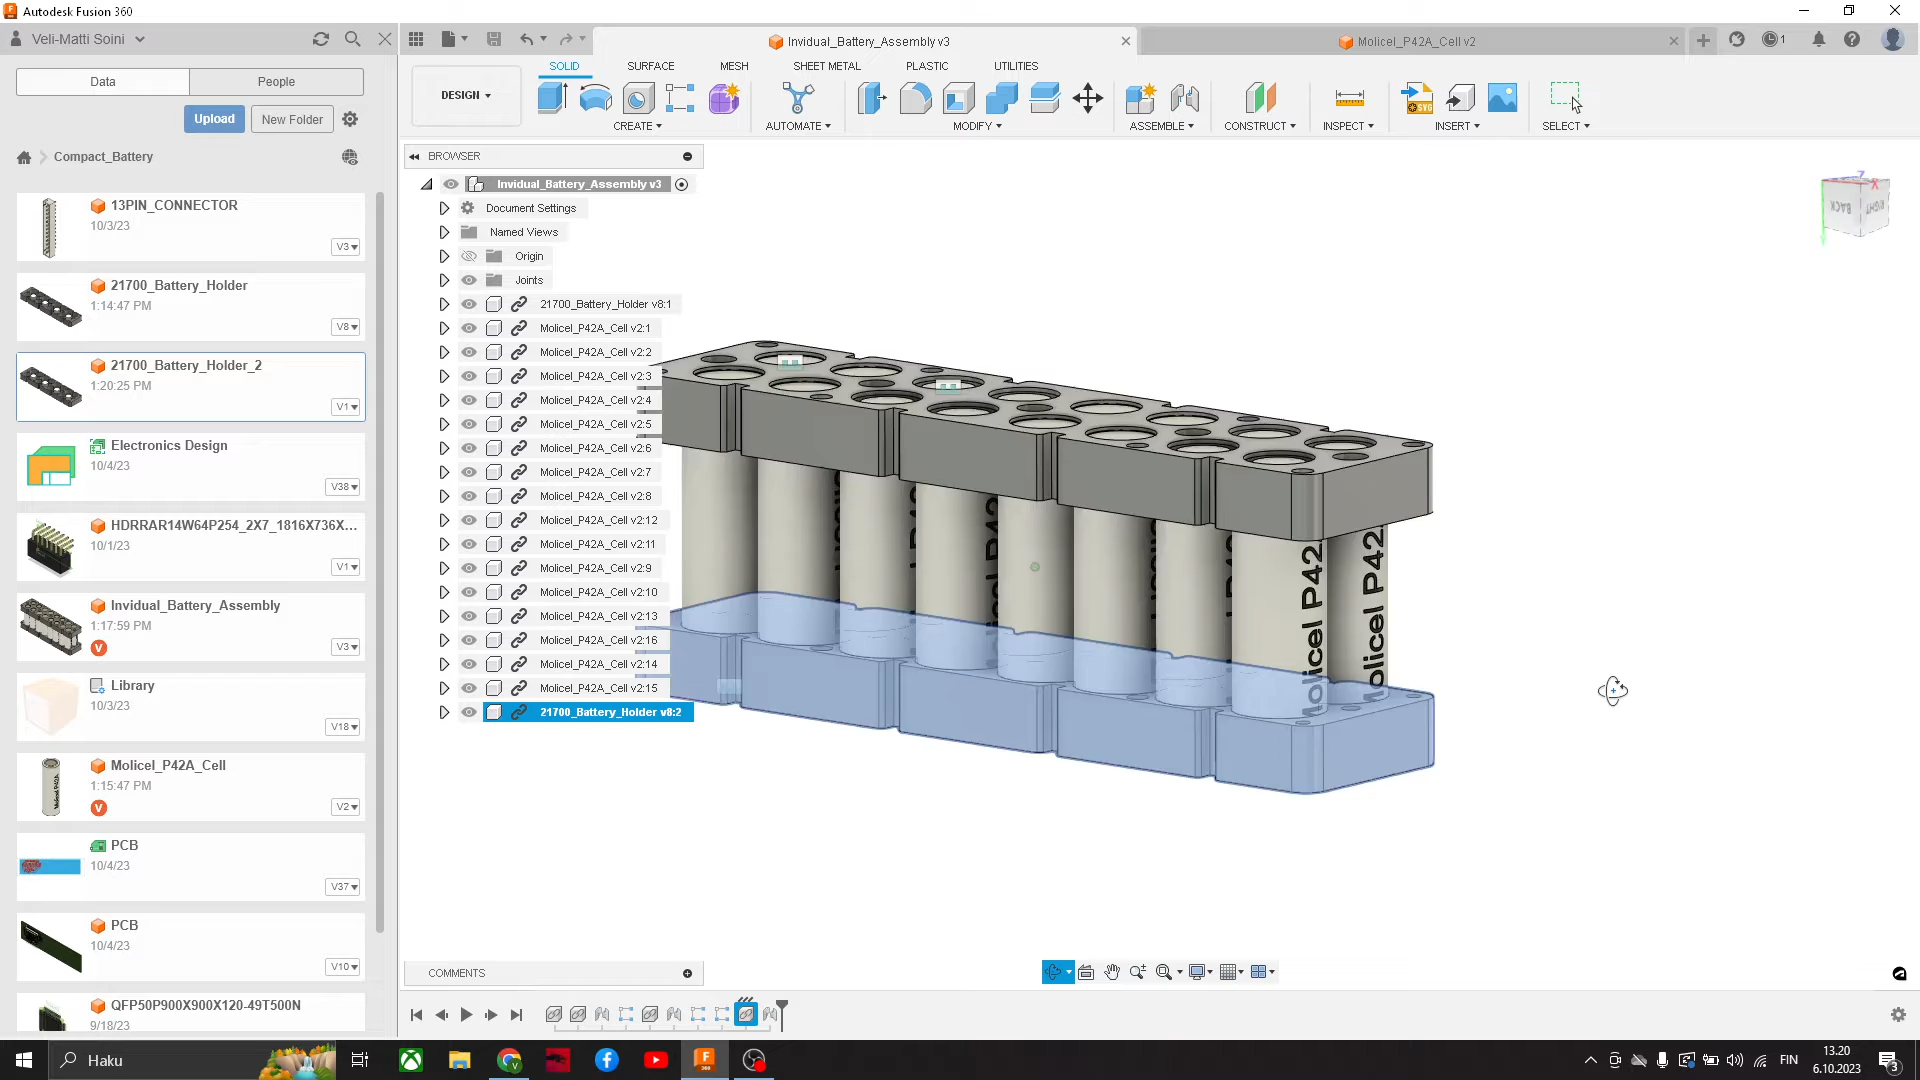 Autodesk Fusion 360
Veli-Matti Soini
Data
People
Upload
New Folder
Compact_Battery
13PIN_CONNECTOR
10/3/23
V3
21700_Battery_Holder
1:14:47 PM
V8
21700_Battery_Holder_2
1:20:25 PM
V1
Electronics Design
10/4/23
V38
HDRRAR14W64P254_2X7_1816X736X...
10/1/23
V1
Invidual_Battery_Assembly
1:17:59 PM
V
V3
Library
10/3/23
V18
Molicel_P42A_Cell
1:15:47 PM
V
V2
PCB
10/4/23
V37
PCB
10/4/23
V10
QFP50P900X900X120-49T500N
9/18/23
Invidual_Battery_Assembly v3
Molicel_P42A_Cell v2
1
DESIGN
SOLID
SURFACE
MESH
SHEET METAL
PLASTIC
UTILITIES
CREATE
AUTOMATE
MODIFY
ASSEMBLE
CONSTRUCT
INSPECT
INSERT
SELECT
BROWSER
Invidual_Battery_Assembly v3
Document Settings
Named Views
Origin
Joints
21700_Battery_Holder v8:1
Molicel_P42A_Cell v2:1
Molicel_P42A_Cell v2:2
Molicel_P42A_Cell v2:3
Molicel_P42A_Cell v2:4
Molicel_P42A_Cell v2:5
Molicel_P42A_Cell v2:6
Molicel_P42A_Cell v2:7
Molicel_P42A_Cell v2:8
Molicel_P42A_Cell v2:12
Molicel_P42A_Cell v2:11
Molicel_P42A_Cell v2:9
Molicel_P42A_Cell v2:10
Molicel_P42A_Cell v2:13
Molicel_P42A_Cell v2:16
Molicel_P42A_Cell v2:14
Molicel_P42A_Cell v2:15
21700_Battery_Holder v8:2
Z
X
BACK
RIGHT
Molicel P42
Molicel P42
COMMENTS
Haku
FIN
13.20
6.10.2023
3